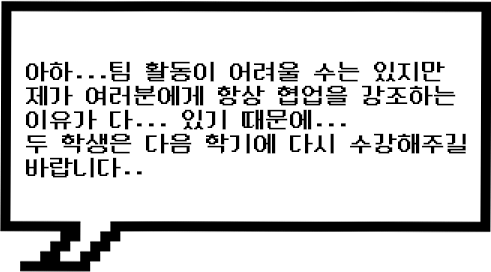 아하...팀 활동이 어려울 수는 있지만
제가 여러분에게 항상 협업을 강조하는
이유가 다... 있기 때문에...
두 학생은 다음 학기에 다시 수강해주길
바랍니다..